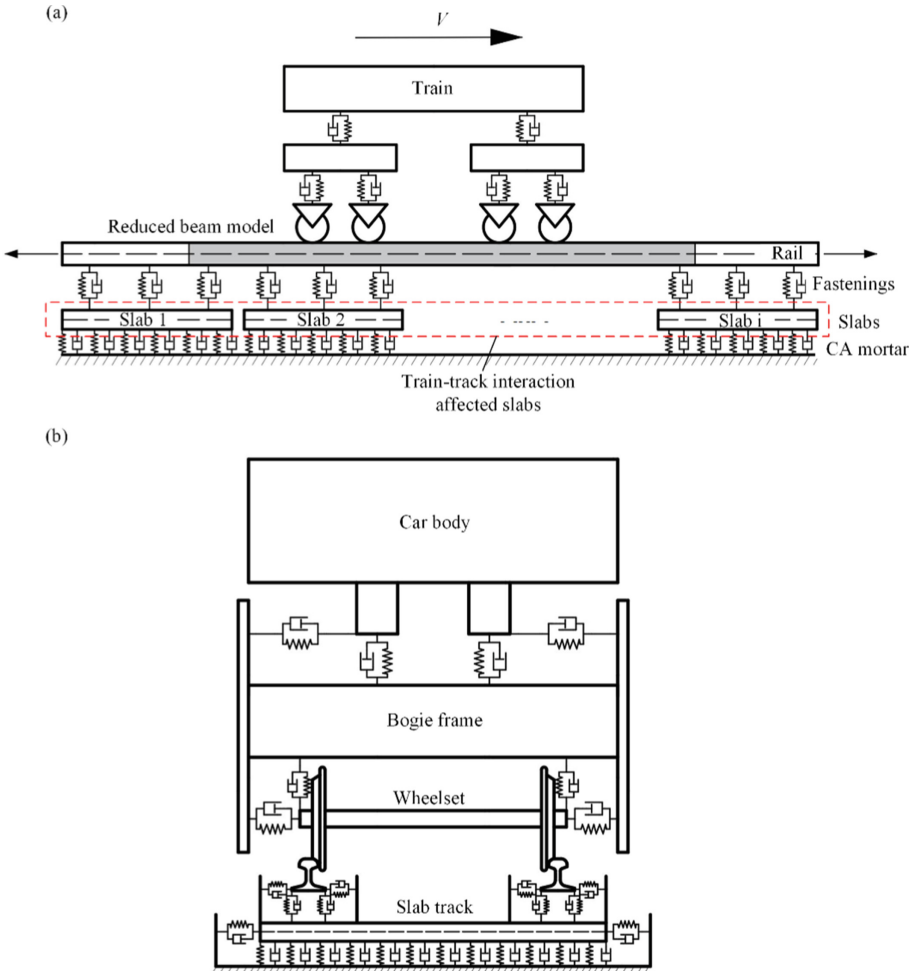 (a)
V
Train
Reduced beam model
Rail
Fastenings
Slab 1
Slab 2
Slab i
Slabs
CA mortar
Train-track interaction
affected slabs
(b)
Car body
Bogie frame
Wheelset
Slab track